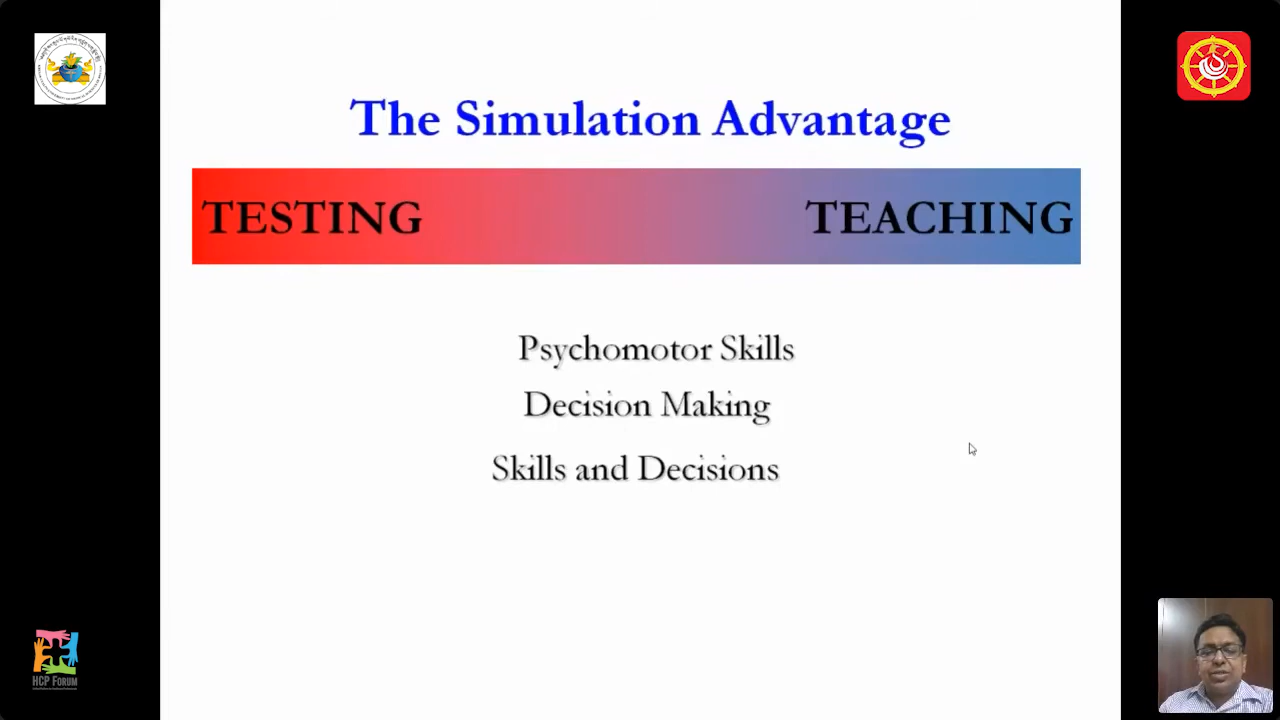 The Simulation Advantage
TESTING
TEACHING
Psychomotor Skills
Decision Making
Skills and Decisions
HCP FORUM